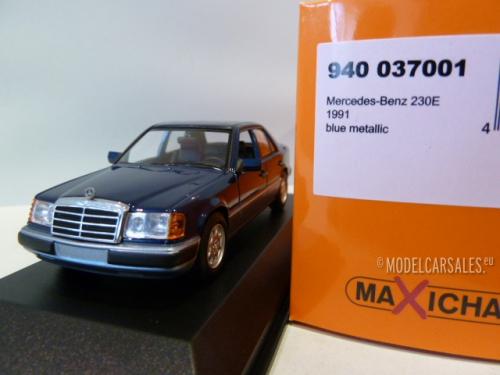 940 037001
Mercedes-Benz 230E
1991
blue metallic
4
© MODELCARSALES.eu
MAXICHA